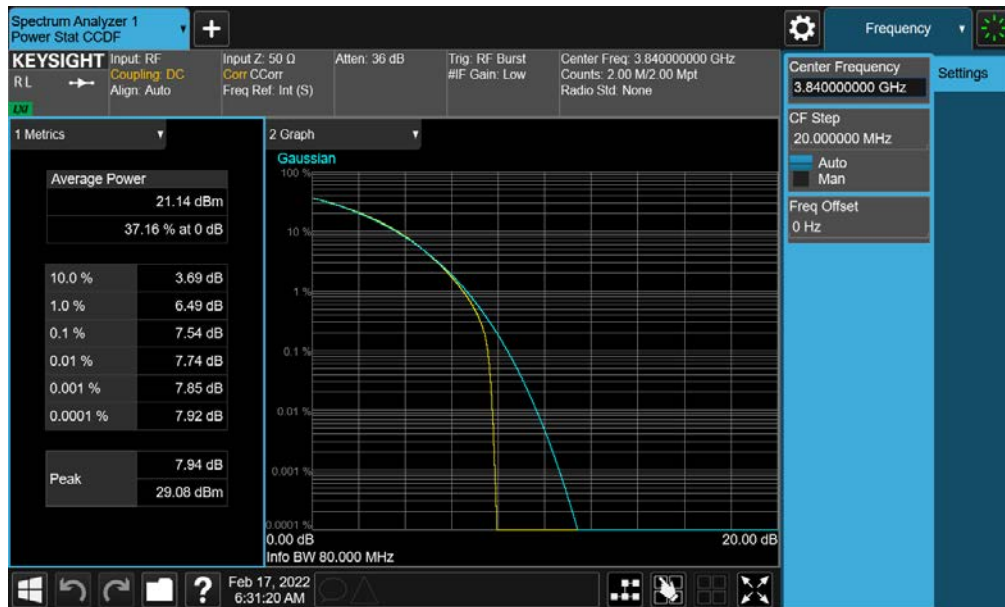 Spectrum Analyzer 1
Power Stat CCDF
+
Frequency
KEYSIGHT
RL
LXI
Input: RF
Coupling: DC
Align: Auto
Input Z: 50 Ω
Corr CCorr
Freq Ref: Int (S)
Atten: 36 dB
Trig: RF Burst
#IF Gain: Low
Center Freq: 3.840000000 GHz
Counts: 2.00 M/2.00 Mpt
Radio Std: None
Center Frequency
3.840000000 GHz
Settings
CF Step
20.000000 MHz
Auto
Man
Freq Offset
0 Hz
1 Metrics
Average Power
21.14 dBm
37.16 % at 0 dB
10.0 % 3.69 dB
1.0 % 6.49 dB
0.1 % 7.54 dB
0.01 % 7.74 dB
0.001 % 7.85 dB
0.0001 % 7.92 dB
Peak 7.94 dB
29.08 dBm
2 Graph
Gaussian
100 %
10 %
1 %
0.1 %
0.01 %
0.001 %
0.0001 %
0.00 dB 20.00 dB
Info BW 80.000 MHz
?
Feb 17, 2022
6:31:20 AM